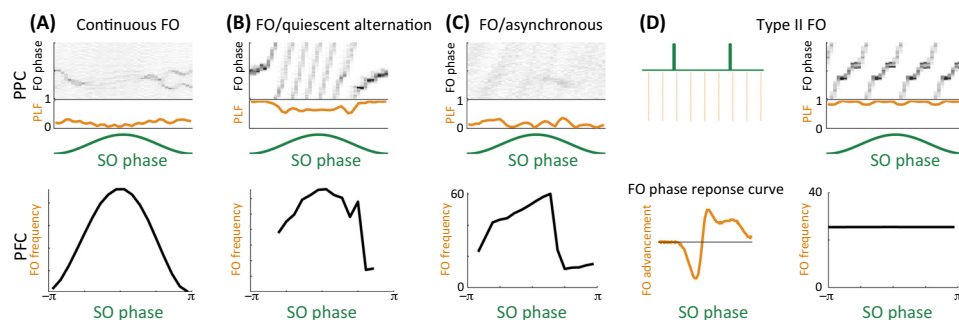 (A) Continuous FO
(B) FO/quiescent alternation
(C) FO/asynchronous
(D) Type II FO
PPC
FO phase
FO phase
FO phase
FO phase
1
1
1
1
PLF
PLF
PLF
PLF
0
0
0
0
SO phase
SO phase
SO phase
SO phase
PFC
FO frequency
−π
π
SO phase
FO frequency
−π
π
SO phase
60
FO frequency
0
−π
π
SO phase
FO phase reponse curve
FO advancement
SO phase
40
FO frequency
0
−π
π
SO phase